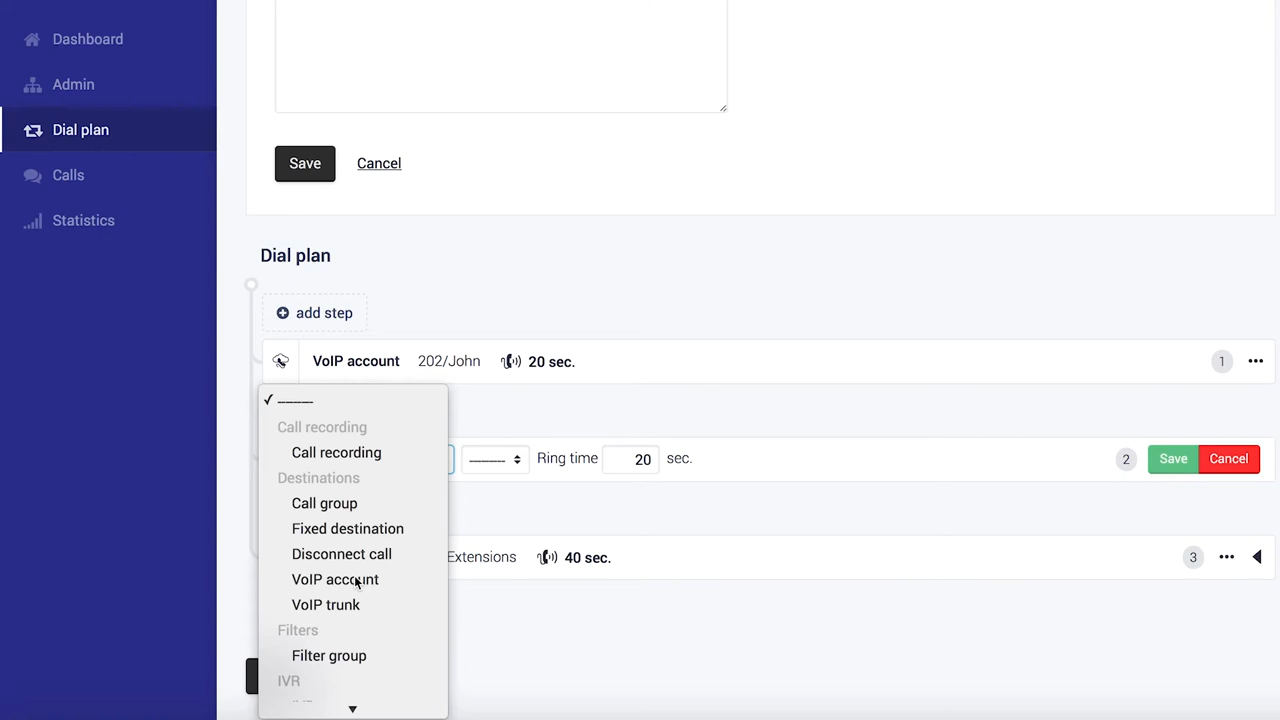 Dashboard
Admin
Dial plan
Calls
Statistics
Save Cancel
Dial plan
add step
VoIP account 202/John 20 sec. 1
Call recording
Call recording
Destinations
Call group
Fixed destination
Disconnect call
VoIP account
VoIP trunk
Filters
Filter group
IVR
Ring time 20 sec. 2 Save Cancel
Extensions 40 sec. 3